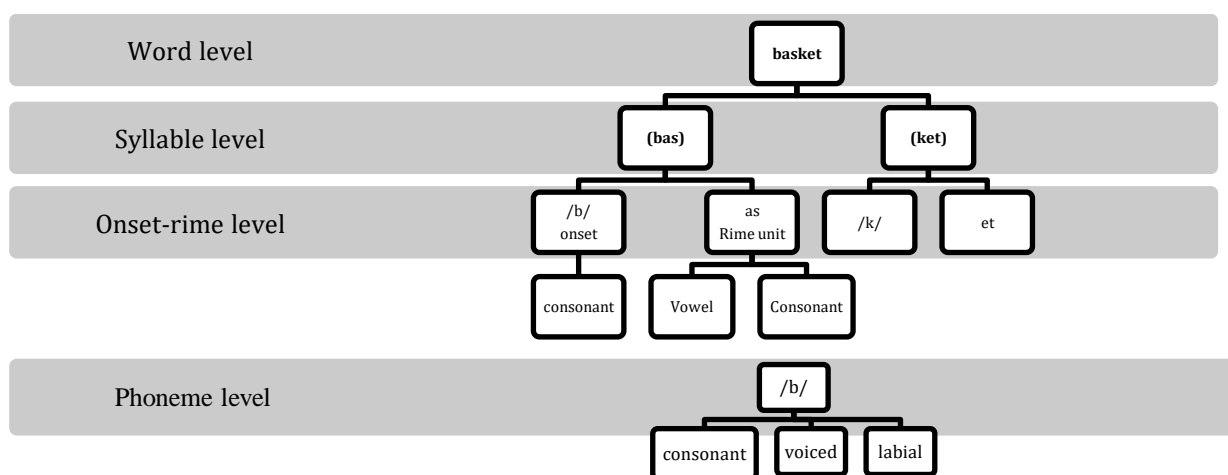 Word level
basket
Syllable level
(bas)
(ket)
Onset-rime level
/b/
onset
as
Rime unit
/k/
et
consonant
Vowel
Consonant
Phoneme level
/b/
consonant
voiced
labial